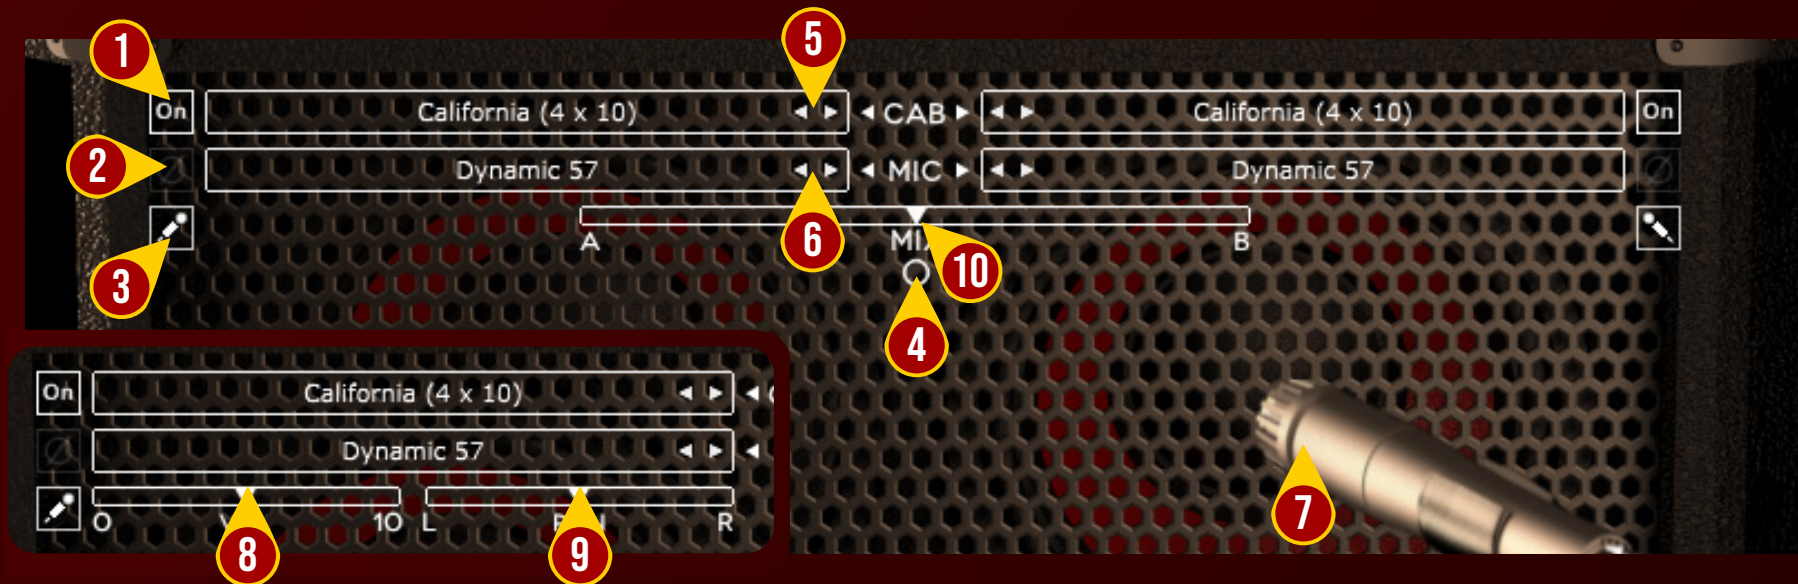 1
5
On California (4 x 10) ◄ ► ◄ CAB ► ◄ ► California (4 x 10) On
2
Dynamic 57 ◄ ► ◄ MIC ► ◄ ► Dynamic 57
3
6
A B
10
4
On California (4 x 10) ◄ ► ◄
Dynamic 57 ◄ ► ◄
7
0 10 L R
8
9